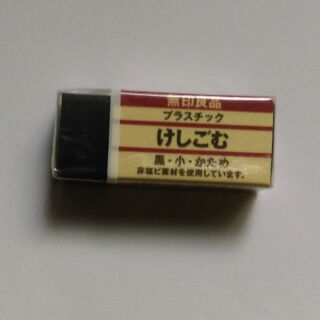 無印良品
プラスチック
けしごむ
黒・小・かため
非塩ビ素材を使用しています。